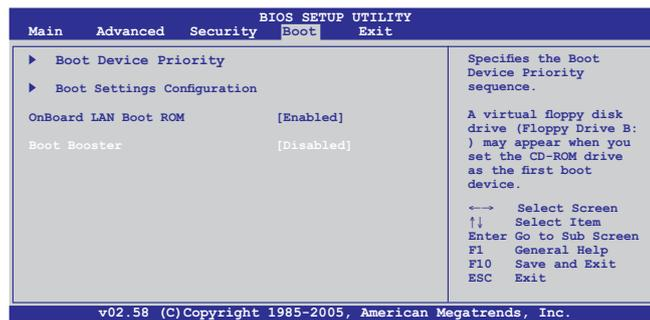 BIOS SETUP UTILITY
Main Advanced Security Boot Exit
Boot Device Priority
Boot Settings Configuration
OnBoard LAN Boot ROM [Enabled]
Boot Booster [Disabled]
Specifies the Boot
Device Priority
sequence.
A virtual floppy disk
drive (Floppy Drive B:
) may appear when you
set the CD-ROM drive
as the first boot
device.
←→ Select Screen
↑↓ Select Item
Enter Go to Sub Screen
F1 General Help
F10 Save and Exit
ESC Exit
v02.58 (C)Copyright 1985-2005, American Megatrends, Inc.